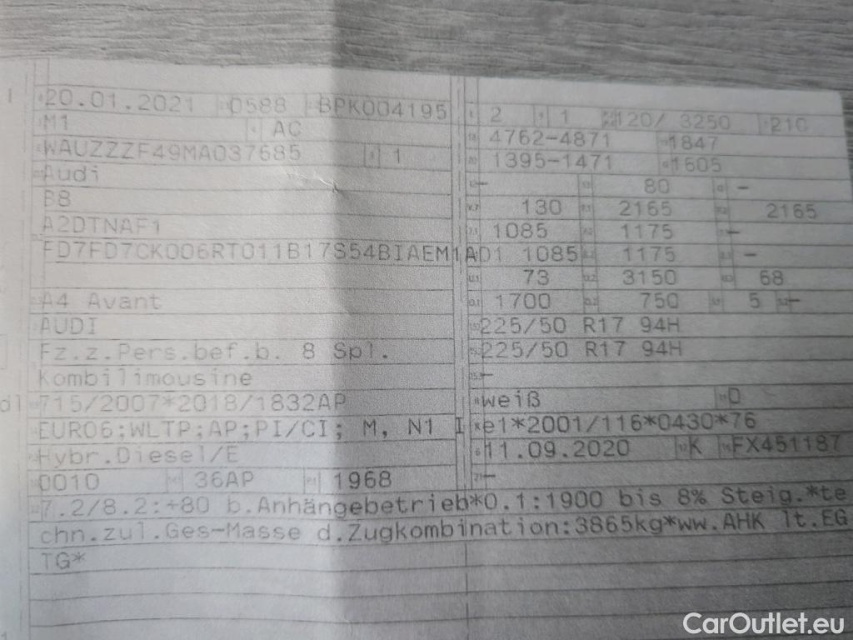 20.01.2021 0588 BPK004195 2 1 120/ 3250 210
M1 AC 4762-4871 1847
WAUZZZF49MA037685 1 1395-1471 1605
Audi — 80 —
B8 130 2165 2165
A2DTNAF1 1085 1175 —
FD7FD7CK006RT011B17S54BIAEM1AD1 1085 1175 —
73 3150 68
A4 Avant 1700 750 5 —
AUDI 225/50 R17 94H
Fz.z.Pers.bef.b. 8 Spl. 225/50 R17 94H
Kombilimousine —
715/2007*2018/1832AP weiß 0
EURO6;WLTP;AP;PI/CI; M, N1 I e1*2001/116*0430*76
Hybr.Diesel/E 11.09.2020 K FX451187
0010 36AP 1968 —
7.2/8.2:+80 b.Anhängebetrieb*0.1:1900 bis 8% Steig.*te
chn.zul.Ges-Masse d.Zugkombination:3865kg*ww.AHK lt.EG
TG*
CarOutlet.eu